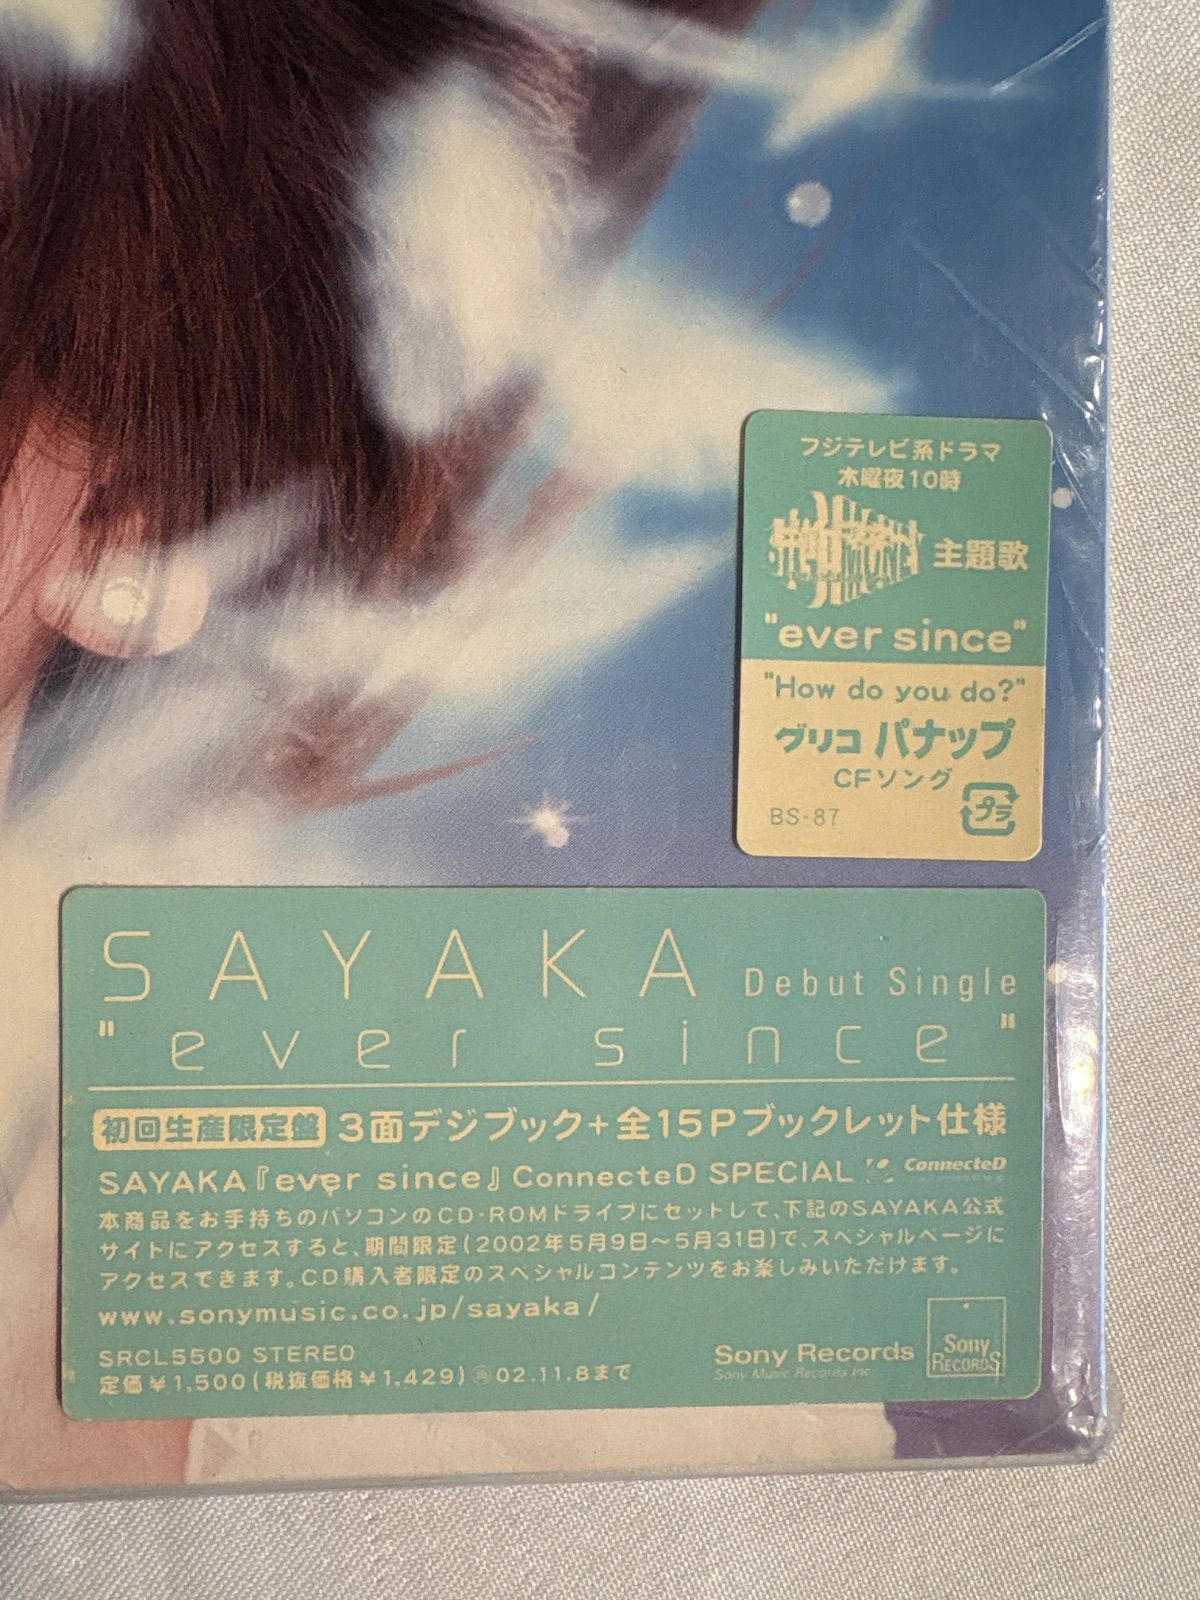 フジテレビ系ドラマ
木曜夜10時
主題歌
"ever since"
"How do you do?"
グリコ パナップ
CFソング
BS-87
プラ
SAYAKA Debut Single
"ever since"
初回生産限定盤 3面デジブック+全15Pブックレット仕様
SAYAKA『ever since』ConnecteD SPECIAL ConnecteD
本商品をお手持ちのパソコンのCD-ROMドライブにセットして、下記のSAYAKA公式
サイトにアクセスすると、期間限定(2002年5月9日～5月31日)で、スペシャルページに
アクセスできます。CD購入者限定のスペシャルコンテンツをお楽しみいただけます。
www.sonymusic.co.jp/sayaka/
SRCL5500 STEREO
定価¥1,500(税抜価格¥1,429)㋐02.11.8まで
Sony Records
Sony Music Records Inc
Sony
RECORDS